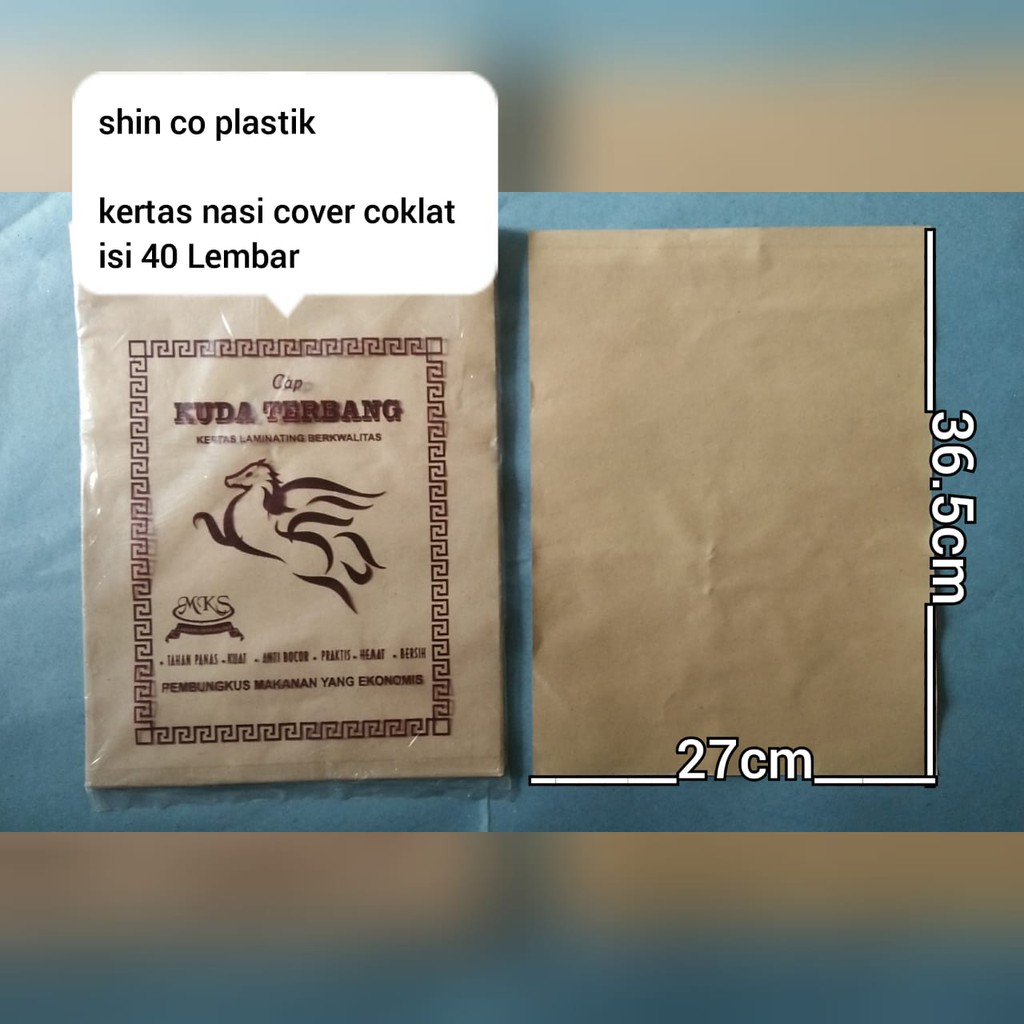 shin co plastik
kertas nasi cover coklat
isi 40 Lembar
Cap
KUDA TERBANG
KERTAS LAMINATING BERKWALITAS
MKS
- TAHAN PANAS - KUAT - ANTI BOCOR - PRAKTIS - HEMAT - BERSIH
PEMBUNGKUS MAKANAN YANG EKONOMIS
36.5cm
27cm